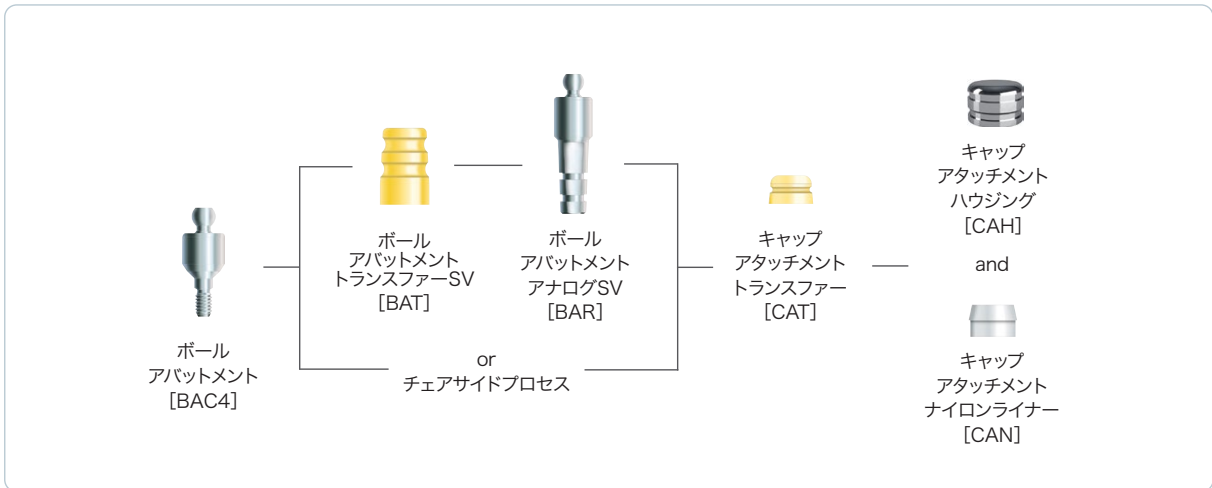 ボール
アバットメント
[BAC4]
ボール
アバットメント
トランスファーSV
[BAT]
ボール
アバットメント
アナログSV
[BAR]
or
チェアサイドプロセス
キャップ
アタッチメント
トランスファー
[CAT]
キャップ
アタッチメント
ハウジング
[CAH]
and
キャップ
アタッチメント
ナイロンライナー
[CAN]